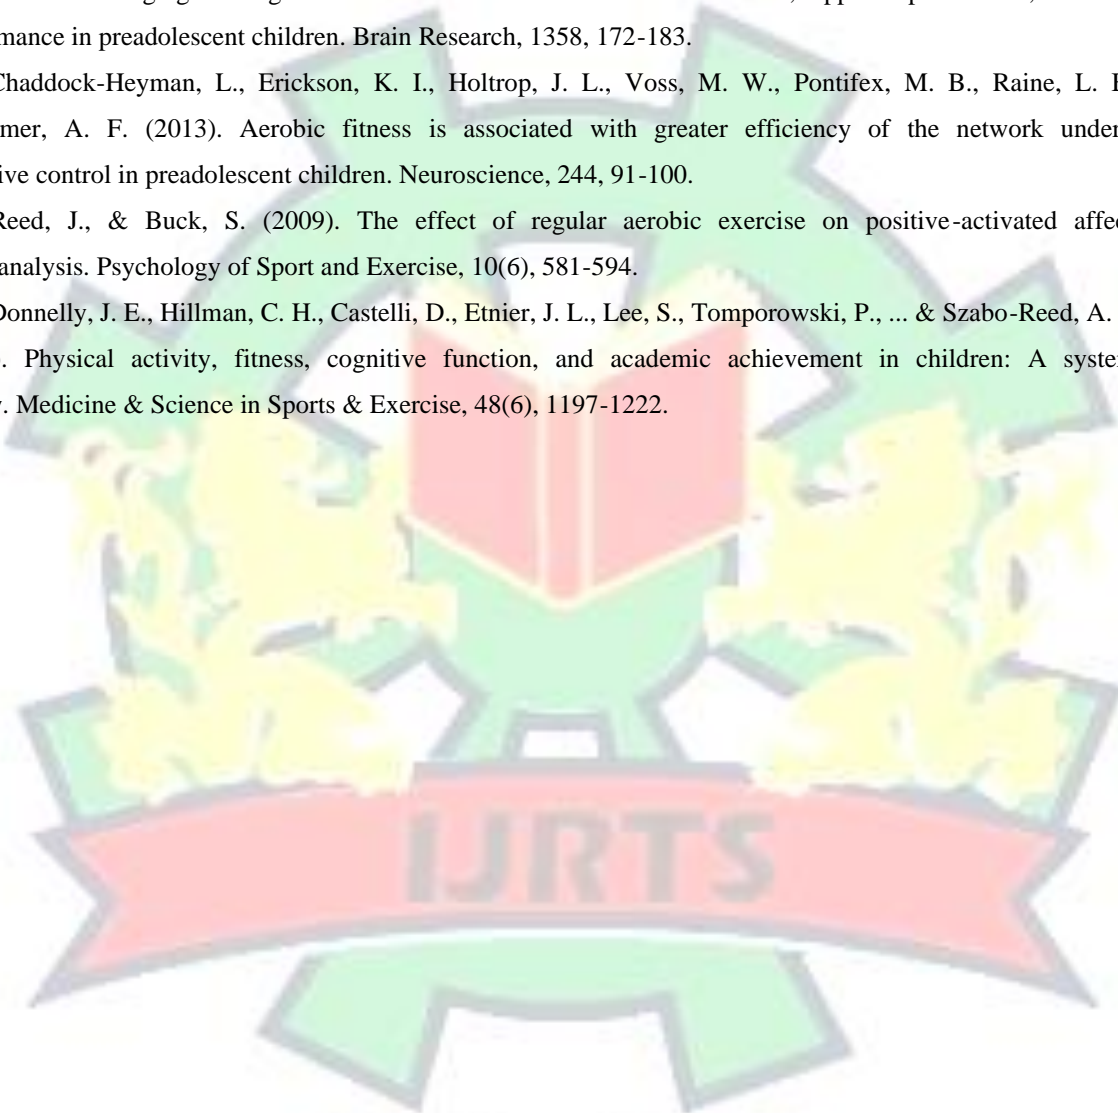 mance in preadolescent children. Brain Research, 1358, 172-183.
Chaddock-Heyman, L., Erickson, K. I., Holtrop, J. L., Voss, M. W., Pontifex, M. B., Raine, L. B
mer, A. F. (2013). Aerobic fitness is associated with greater efficiency of the network under
ive control in preadolescent children. Neuroscience, 244, 91-100.
Reed, J., & Buck, S. (2009). The effect of regular aerobic exercise on positive-activated affec
analysis. Psychology of Sport and Exercise, 10(6), 581-594.
Donnelly, J. E., Hillman, C. H., Castelli, D., Etnier, J. L., Lee, S., Tomporowski, P., ... & Szabo-Reed, A.
. Physical activity, fitness, cognitive function, and academic achievement in children: A syste
. Medicine & Science in Sports & Exercise, 48(6), 1197-1222.
IJRTS